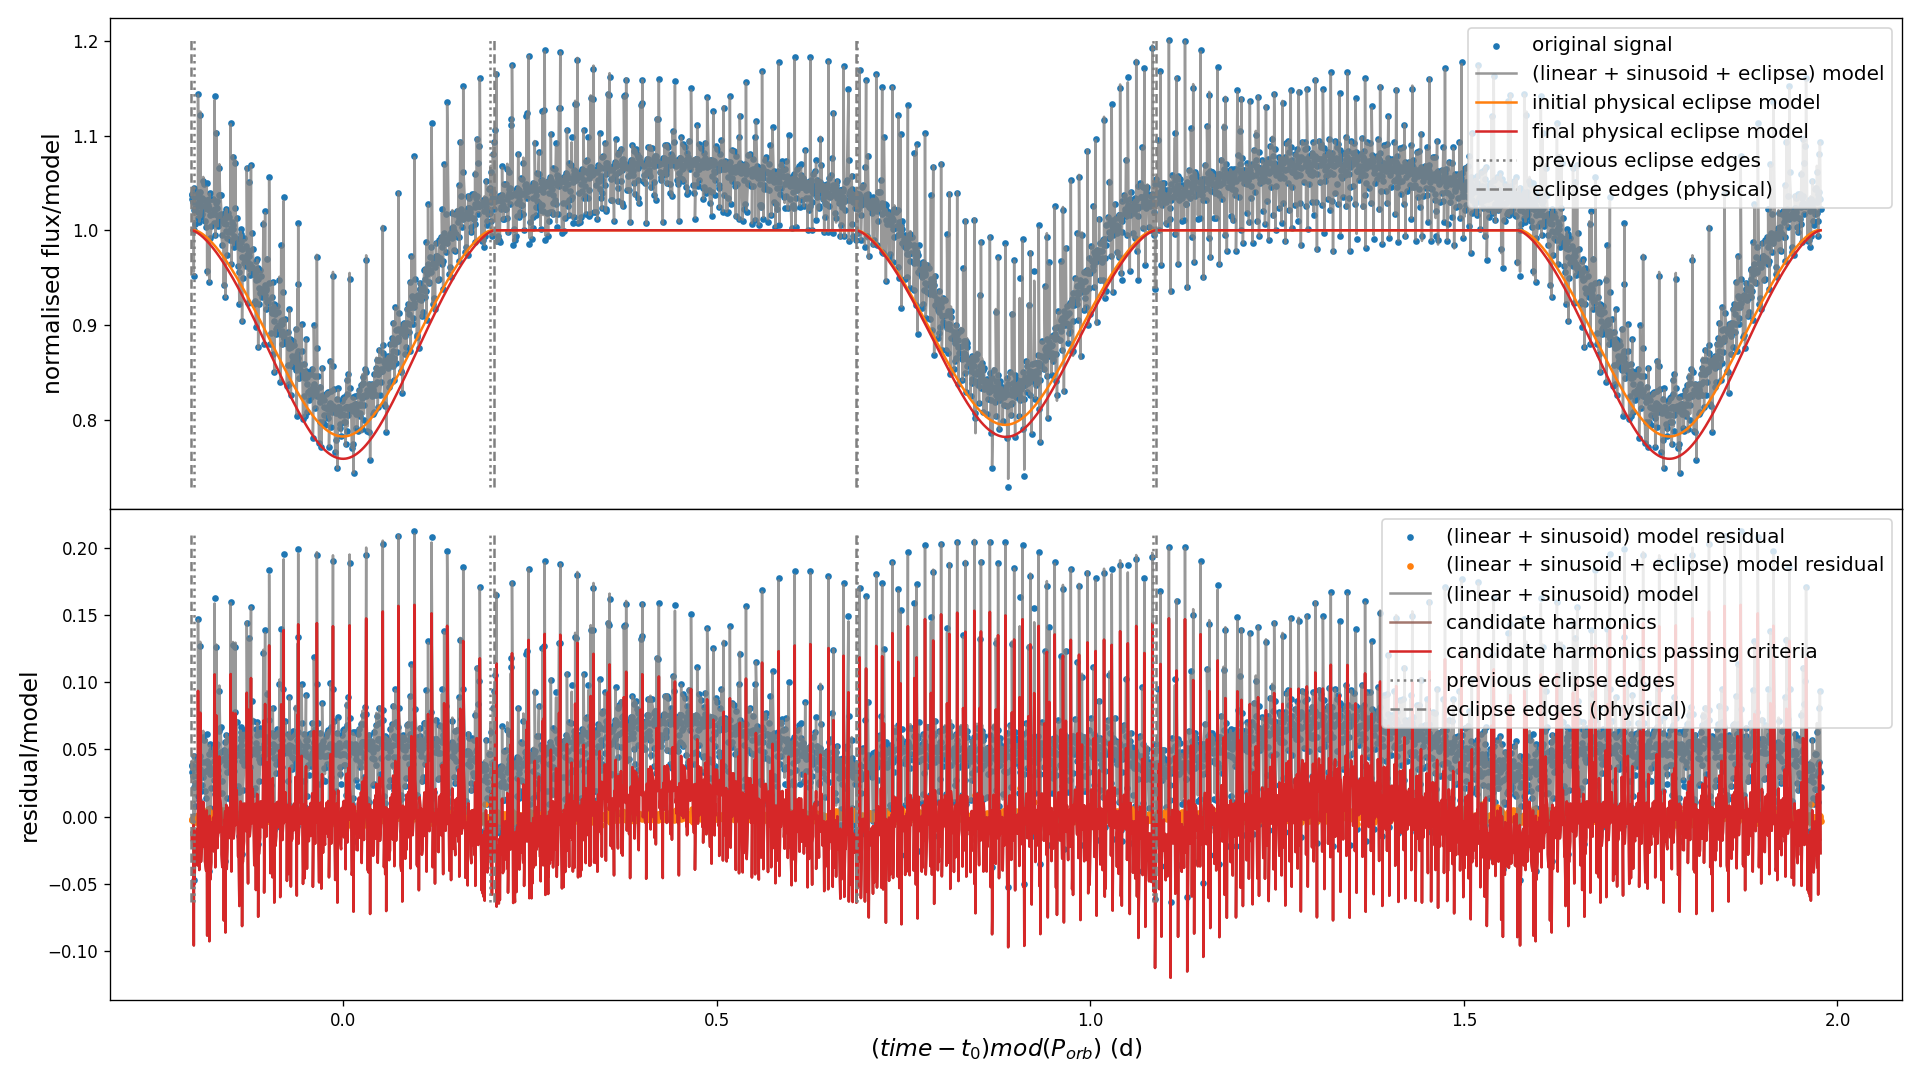 normalised flux/model
1.2
1.1
1.0
0.9
0.8
original signal
(linear + sinusoid + eclipse) model
initial physical eclipse model
final physical eclipse model
previous eclipse edges
eclipse edges (physical)
residual/model
0.20
0.15
0.10
0.05
0.00
−0.05
−0.10
(linear + sinusoid) model residual
(linear + sinusoid + eclipse) model residual
(linear + sinusoid) model
candidate harmonics
candidate harmonics passing criteria
previous eclipse edges
eclipse edges (physical)
0.0 0.5 1.0 1.5 2.0
(time − t₀)mod(P_orb) (d)